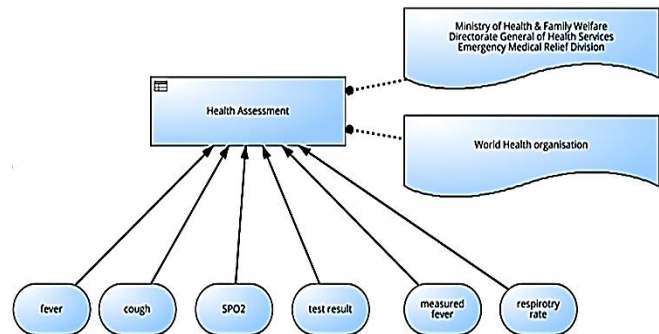 Ministry of Health & Family Welfare
Directorate General of Health Services
Emergency Medical Relief Division
Health Assessment
World Health organisation
fever
cough
SPO2
test result
measured
fever
respirotry
rate